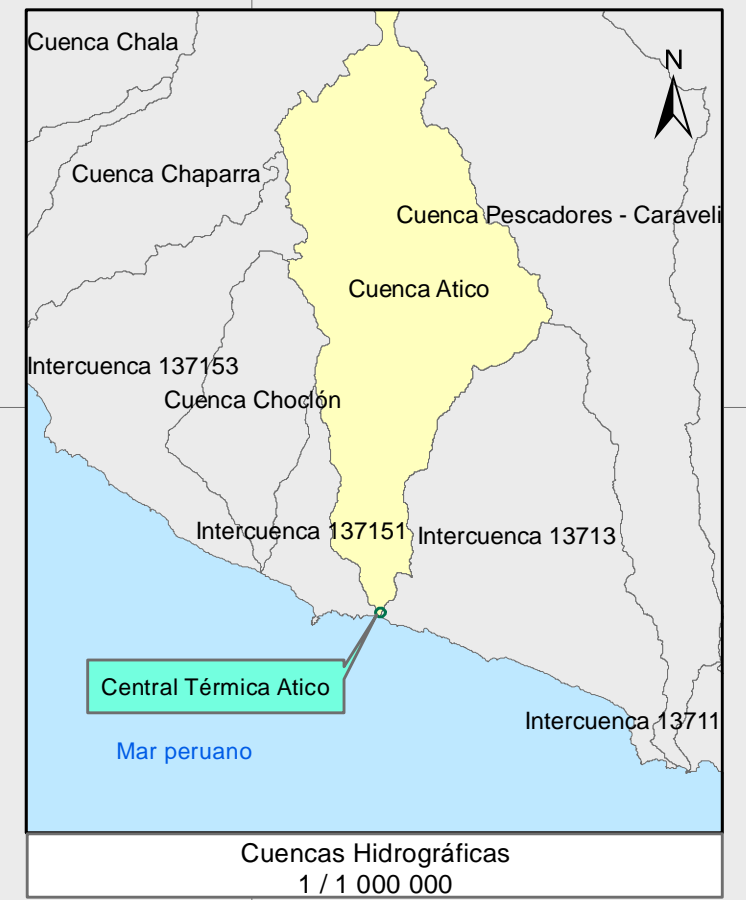 Cuenca Chala
N
Cuenca Chaparra
Cuenca Pescadores - Caraveli
Cuenca Atico
Intercuenca 137153
Cuenca Choclón
Intercuenca 137151
Intercuenca 13713
Central Térmica Atico
Intercuenca 13711
Mar peruano
Cuencas Hidrográficas
1 / 1 000 000